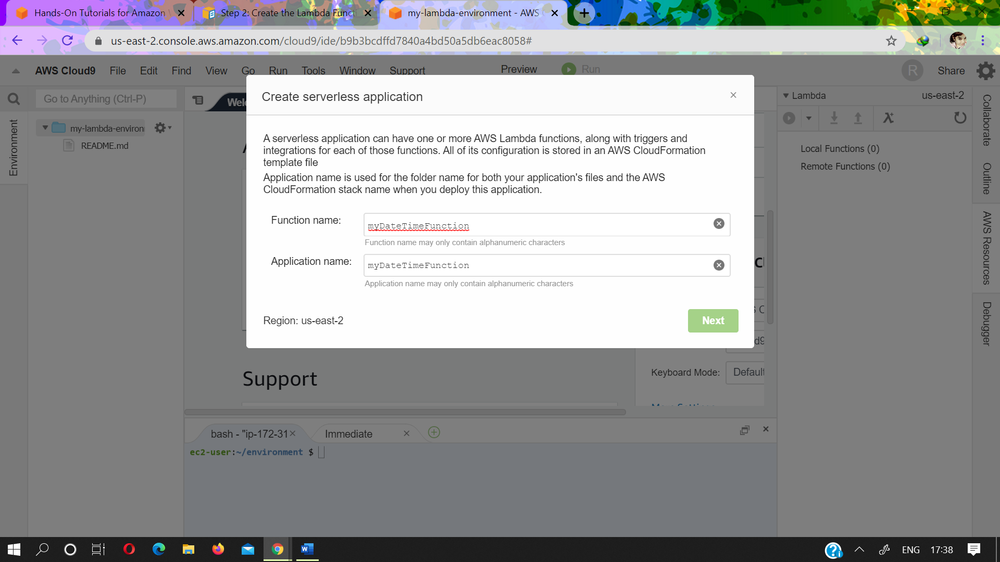 Hands-On Tutorials for Amazon
Step 2: Create the Lambda Funct
my-lambda-environment - AWS
us-east-2.console.aws.amazon.com/cloud9/ide/b9b3bcdffd7840a4bd50a5db6eac8058#
AWS Cloud9 File Edit Find View Go Run Tools Window Support Preview Run R Share
Go to Anything (Ctrl-P)
Environment
my-lambda-environ
README.md
Create serverless application
A serverless application can have one or more AWS Lambda functions, along with triggers and
integrations for each of those functions. All of its configuration is stored in an AWS CloudFormation
template file
Application name is used for the folder name for both your application's files and the AWS
CloudFormation stack name when you deploy this application.
Function name: myDateTimeFunction
Function name may only contain alphanumeric characters
Application name: myDateTimeFunction
Application name may only contain alphanumeric characters
Region: us-east-2 Next
Support
Keyboard Mode: Default
Lambda us-east-2
Local Functions (0)
Remote Functions (0)
Collaborate
Outline
AWS Resources
Debugger
bash - "ip-172-31
Immediate
ec2-user:~/environment $
ENG 17:38